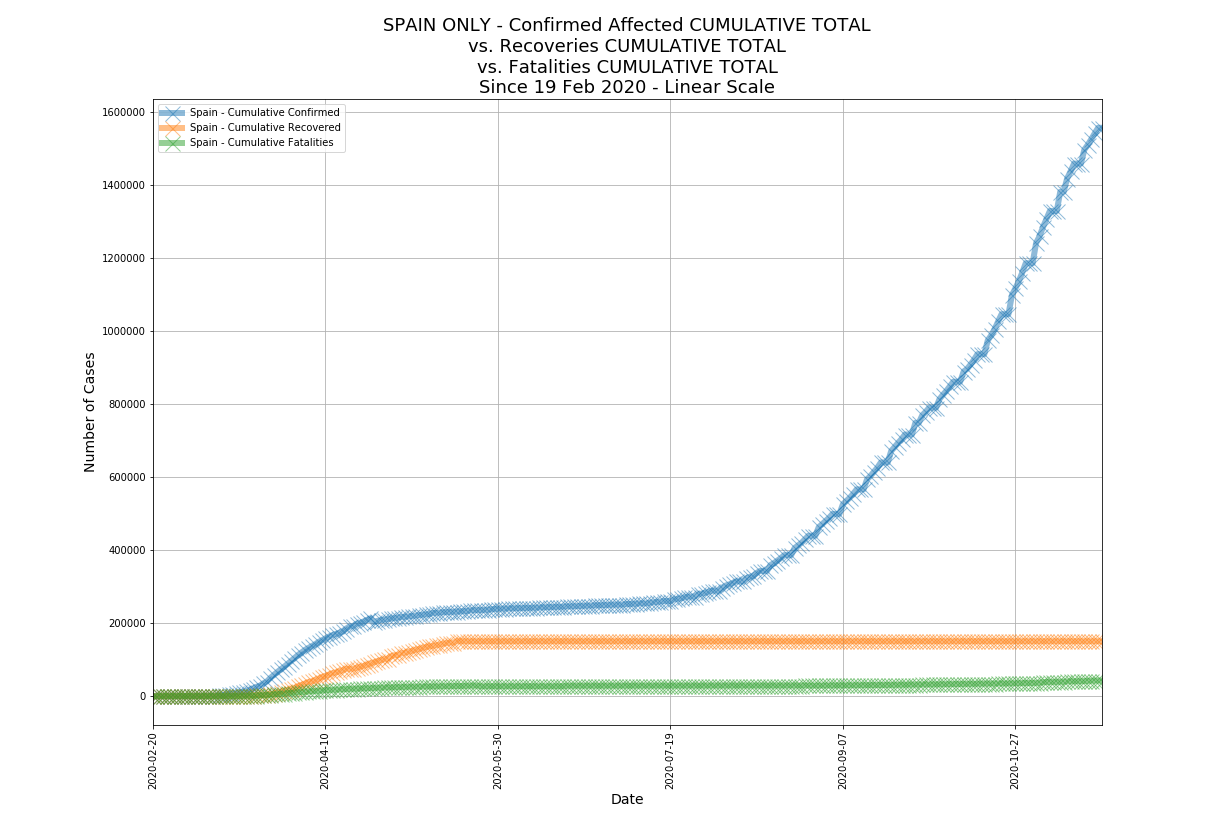 SPAIN ONLY - Confirmed Affected CUMULATIVE TOTAL
vs. Recoveries CUMULATIVE TOTAL
vs. Fatalities CUMULATIVE TOTAL
Since 19 Feb 2020 - Linear Scale
Spain - Cumulative Confirmed
Spain - Cumulative Recovered
Spain - Cumulative Fatalities
Number of Cases
1600000
1400000
1200000
1000000
800000
600000
400000
200000
0
2020-02-20
2020-04-10
2020-05-30
2020-07-19
2020-09-07
2020-10-27
Date